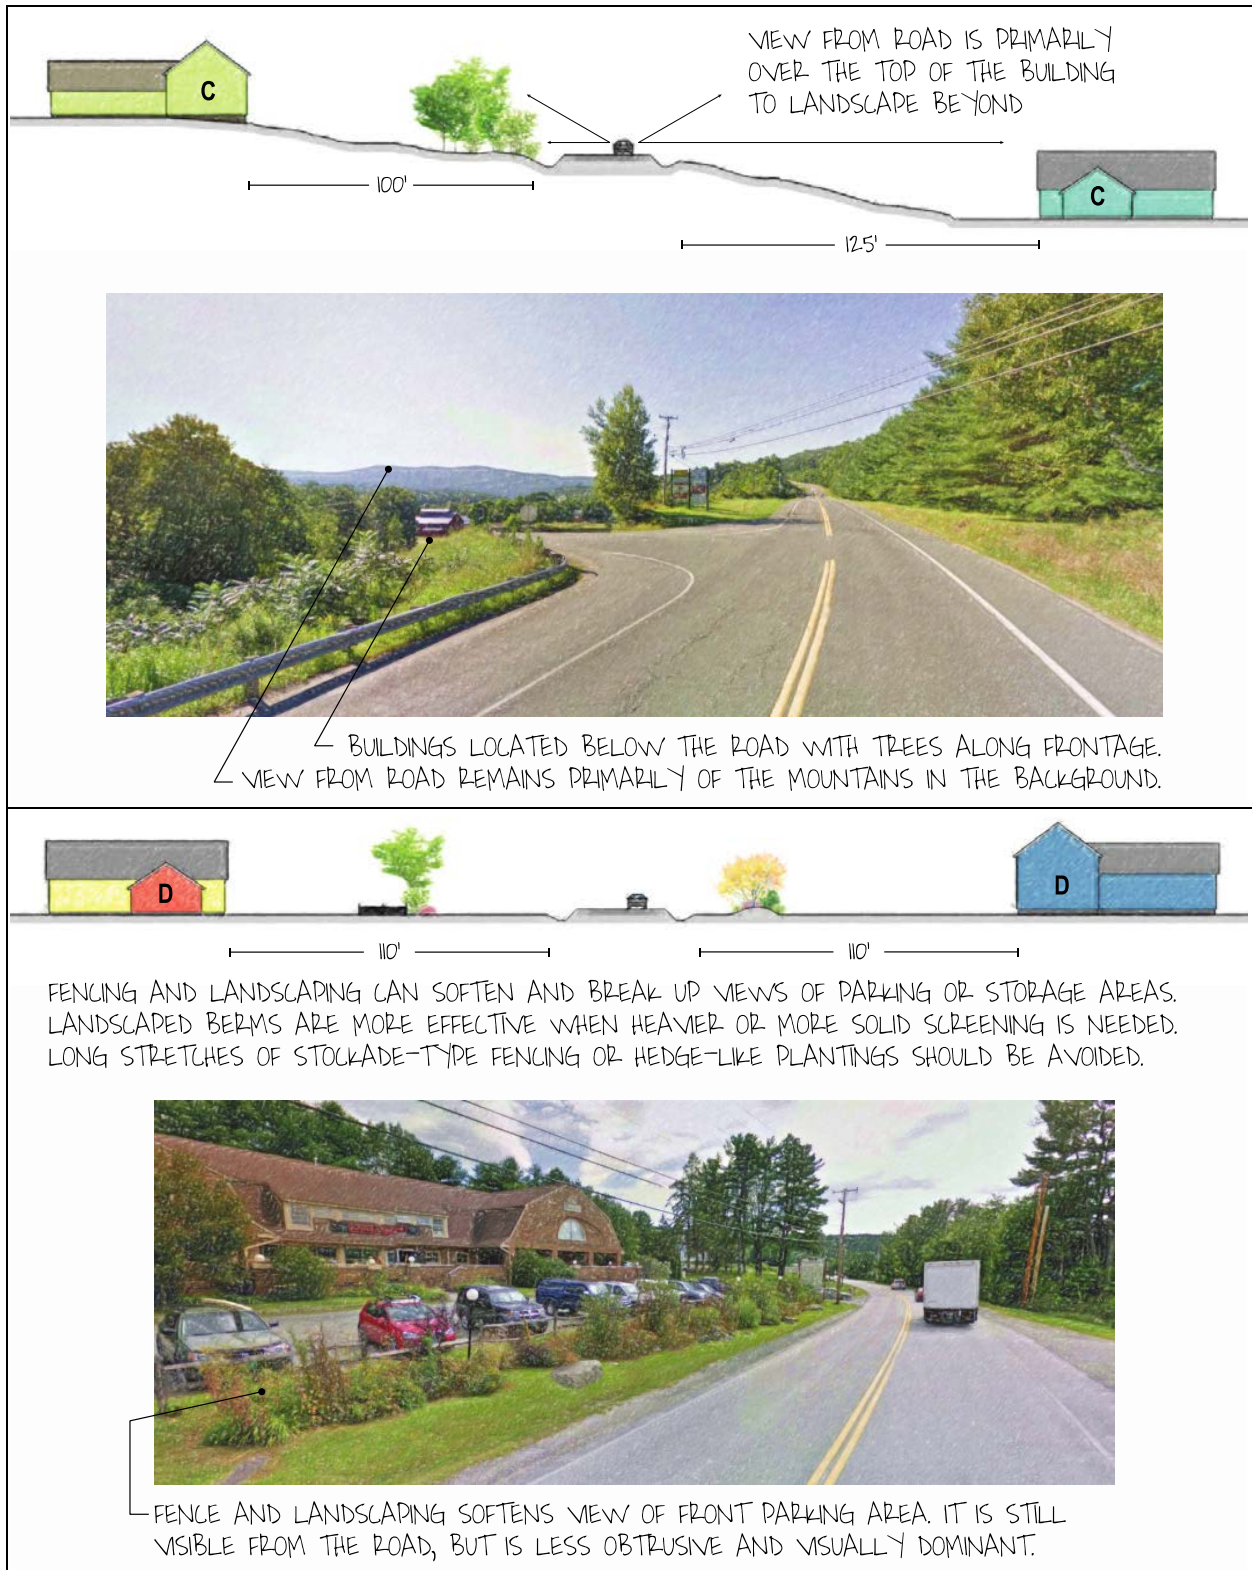 VIEW FROM ROAD IS PRIMARILY
OVER THE TOP OF THE BUILDING
TO LANDSCAPE BEYOND
C
C
100'
125'
BUILDINGS LOCATED BELOW THE ROAD WITH TREES ALONG FRONTAGE.
VIEW FROM ROAD REMAINS PRIMARILY OF THE MOUNTAINS IN THE BACKGROUND.
D
D
110'
110'
FENCING AND LANDSCAPING CAN SOFTEN AND BREAK UP VIEWS OF PARKING OR STORAGE AREAS.
LANDSCAPED BERMS ARE MORE EFFECTIVE WHEN HEAVIER OR MORE SOLID SCREENING IS NEEDED.
LONG STRETCHES OF STOCKADE-TYPE FENCING OR HEDGE-LIKE PLANTINGS SHOULD BE AVOIDED.
FENCE AND LANDSCAPING SOFTENS VIEW OF FRONT PARKING AREA. IT IS STILL
VISIBLE FROM THE ROAD, BUT IS LESS OBTRUSIVE AND VISUALLY DOMINANT.